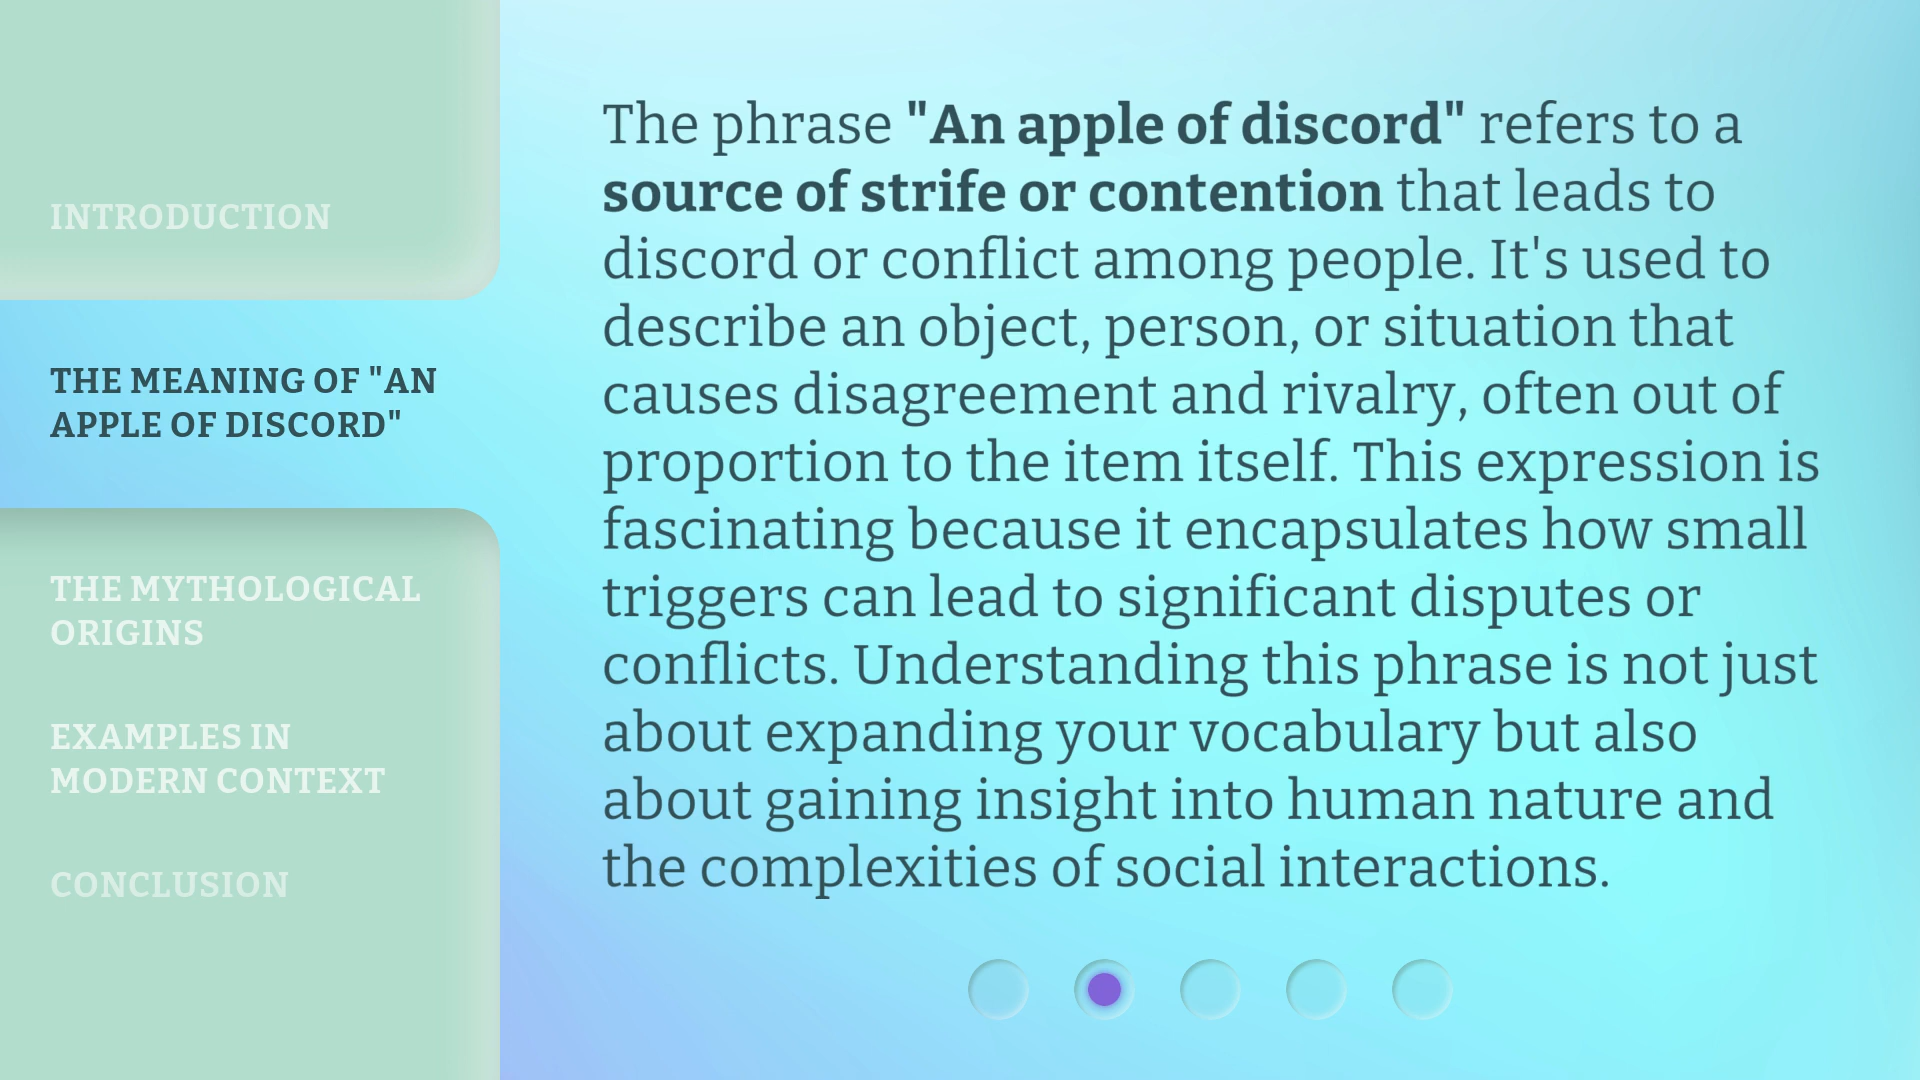 INTRODUCTION
THE MEANING OF "AN
APPLE OF DISCORD"
THE MYTHOLOGICAL
ORIGINS
EXAMPLES IN
MODERN CONTEXT
CONCLUSION
The phrase "An apple of discord" refers to a
source of strife or contention that leads to
discord or conflict among people. It's used to
describe an object, person, or situation that
causes disagreement and rivalry, often out of
proportion to the item itself. This expression is
fascinating because it encapsulates how small
triggers can lead to significant disputes or
conflicts. Understanding this phrase is not just
about expanding your vocabulary but also
about gaining insight into human nature and
the complexities of social interactions.